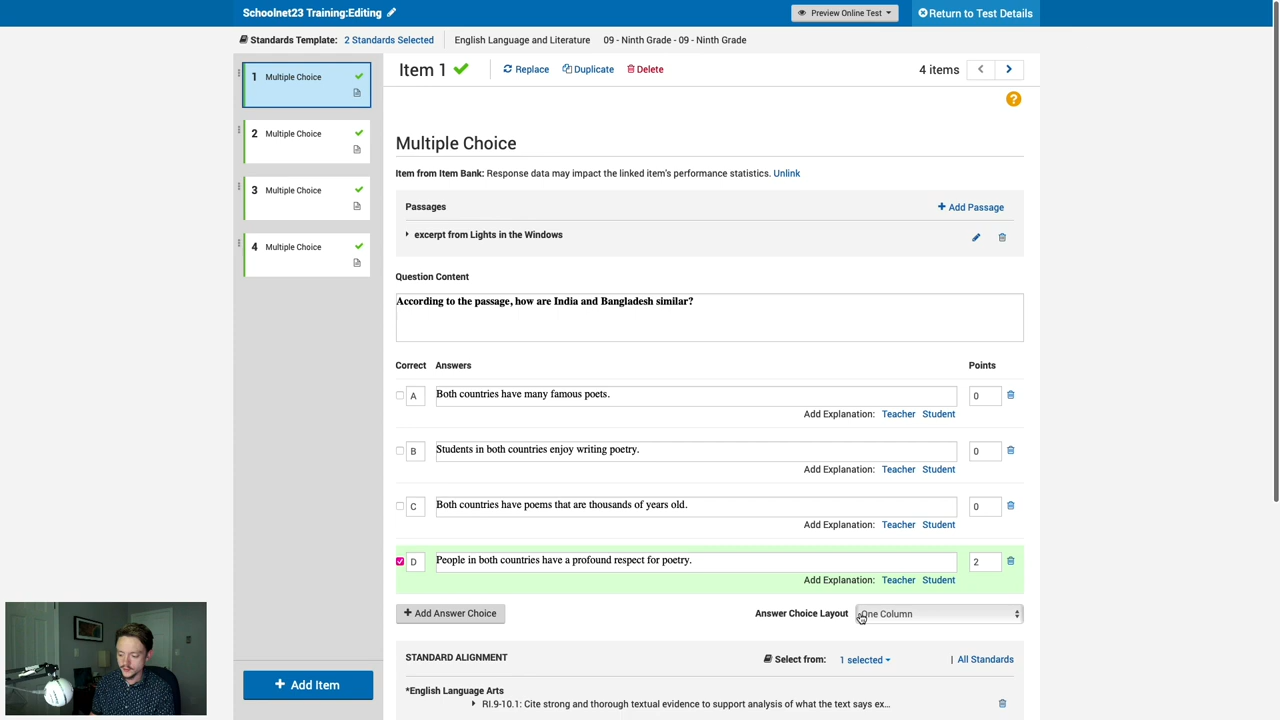 Schoolnet23 Training:Editing
Preview Online Test
Return to Test Details
Standards Template: 2 Standards Selected English Language and Literature 09 - Ninth Grade - 09 - Ninth Grade
1 Multiple Choice
2 Multiple Choice
3 Multiple Choice
4 Multiple Choice
+ Add Item
Item 1
Replace
Duplicate
Delete
4 items
?
Multiple Choice
Item from Item Bank: Response data may impact the linked item's performance statistics. Unlink
Passages
+ Add Passage
excerpt from Lights in the Windows
Question Content
According to the passage, how are India and Bangladesh similar?
Correct Answers Points
A Both countries have many famous poets. 0
Add Explanation: Teacher Student
B Students in both countries enjoy writing poetry. 0
Add Explanation: Teacher Student
C Both countries have poems that are thousands of years old. 0
Add Explanation: Teacher Student
D People in both countries have a profound respect for poetry. 2
Add Explanation: Teacher Student
+ Add Answer Choice
Answer Choice Layout One Column
STANDARD ALIGNMENT
Select from: 1 selected | All Standards
*English Language Arts
RI.9-10.1: Cite strong and thorough textual evidence to support analysis of what the text says ex...